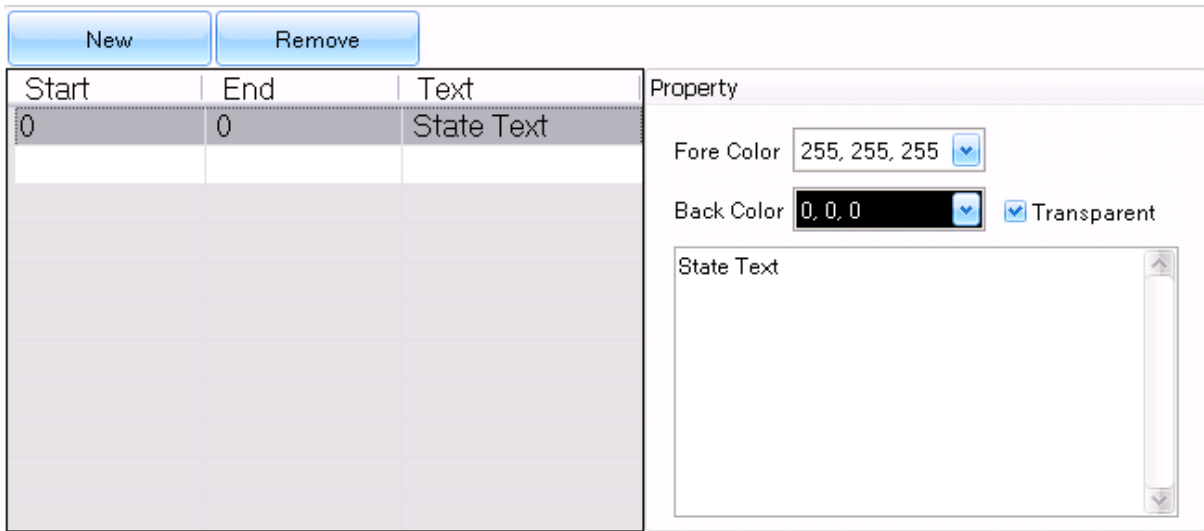 New Remove
Start End Text
0 0 State Text
Property
Fore Color 255, 255, 255
Back Color 0, 0, 0 Transparent
State Text